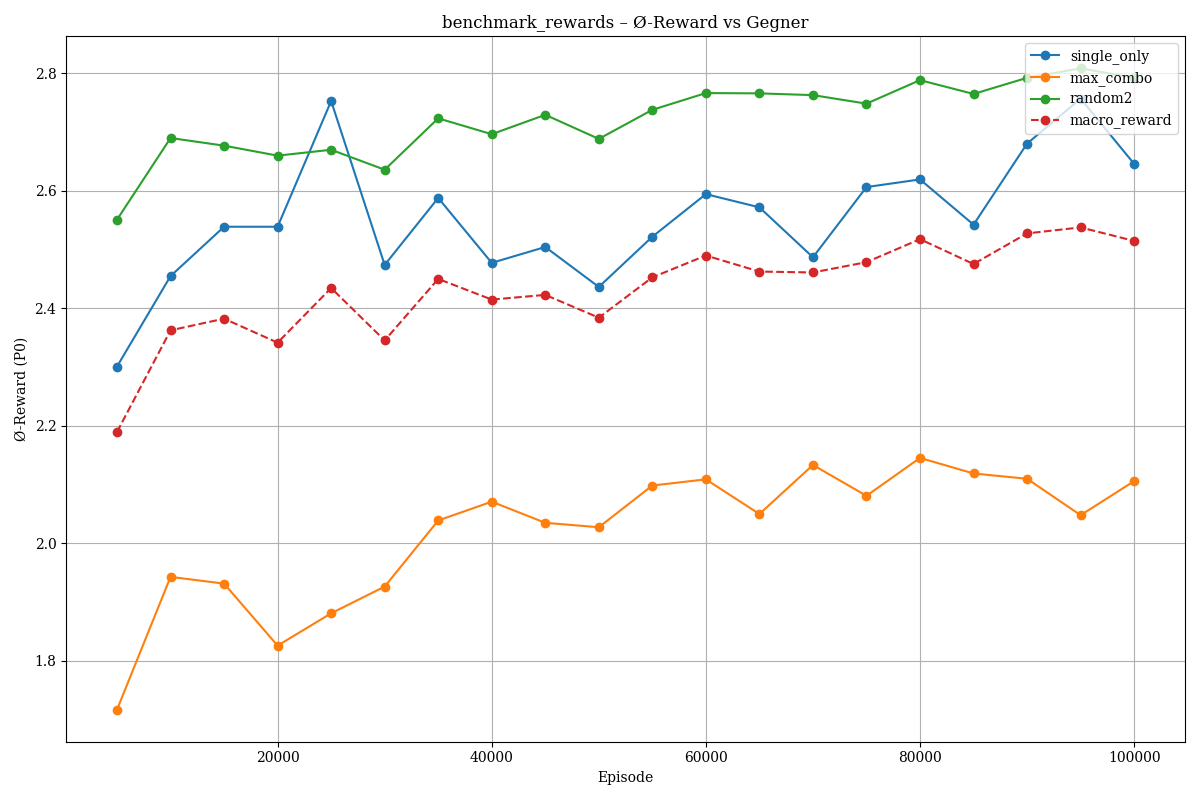 benchmark_rewards – Ø-Reward vs Gegner
single_only
max_combo
random2
macro_reward
Ø-Reward (P0)
2.8
2.6
2.4
2.2
2.0
1.8
20000
40000
60000
80000
100000
Episode